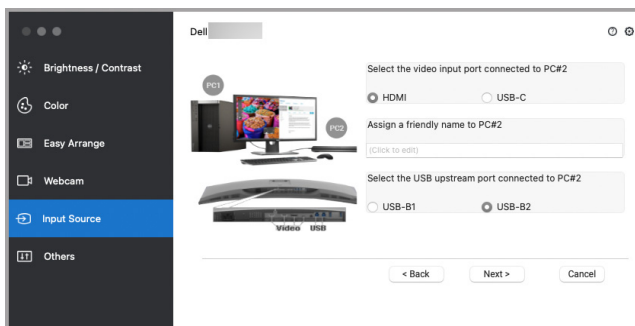 Dell
Brightness / Contrast
Color
Easy Arrange
Webcam
Input Source
Others
PC1
PC2
Video USB
Select the video input port connected to PC#2
HDMI USB-C
Assign a friendly name to PC#2
(Click to edit)
Select the USB upstream port connected to PC#2
USB-B1 USB-B2
< Back Next > Cancel